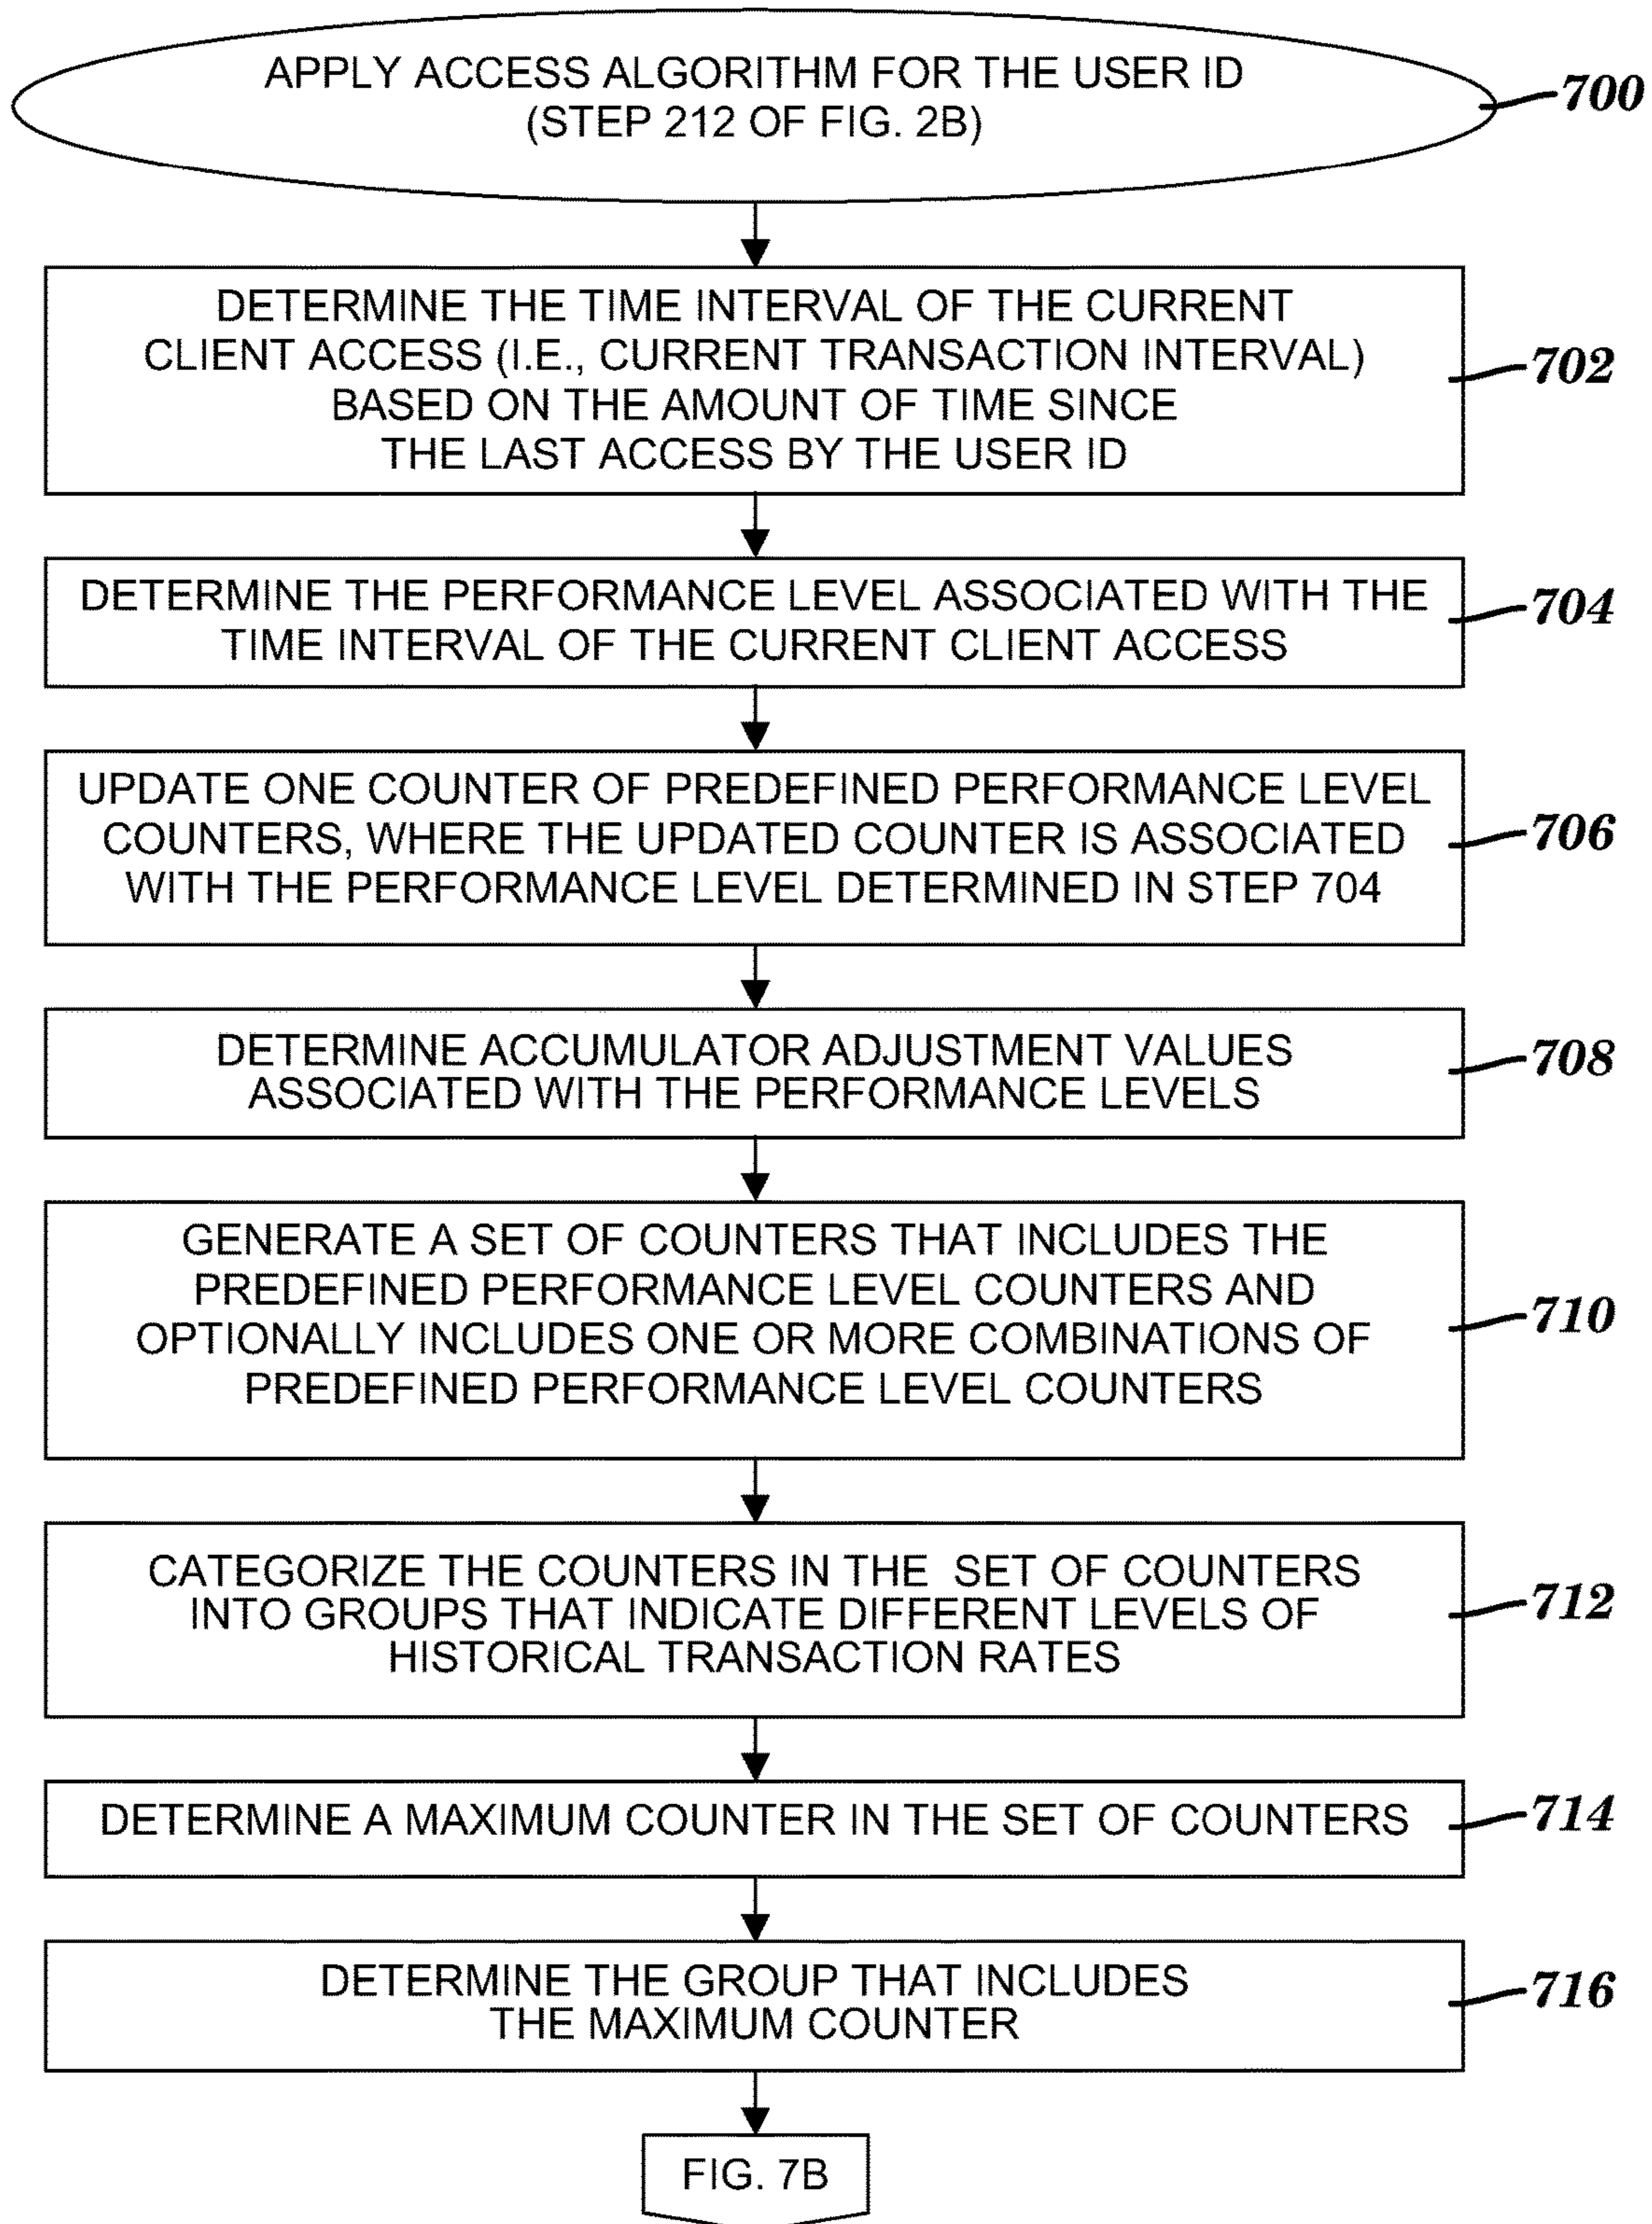 APPLY ACCESS ALGORITHM FOR THE USER ID
(STEP 212 OF FIG. 2B)
700
DETERMINE THE TIME INTERVAL OF THE CURRENT
CLIENT ACCESS (I.E., CURRENT TRANSACTION INTERVAL)
BASED ON THE AMOUNT OF TIME SINCE
THE LAST ACCESS BY THE USER ID
702
DETERMINE THE PERFORMANCE LEVEL ASSOCIATED WITH THE
TIME INTERVAL OF THE CURRENT CLIENT ACCESS
704
UPDATE ONE COUNTER OF PREDEFINED PERFORMANCE LEVEL
COUNTERS, WHERE THE UPDATED COUNTER IS ASSOCIATED
WITH THE PERFORMANCE LEVEL DETERMINED IN STEP 704
706
DETERMINE ACCUMULATOR ADJUSTMENT VALUES
ASSOCIATED WITH THE PERFORMANCE LEVELS
708
GENERATE A SET OF COUNTERS THAT INCLUDES THE
PREDEFINED PERFORMANCE LEVEL COUNTERS AND
OPTIONALLY INCLUDES ONE OR MORE COMBINATIONS OF
PREDEFINED PERFORMANCE LEVEL COUNTERS
710
CATEGORIZE THE COUNTERS IN THE SET OF COUNTERS
INTO GROUPS THAT INDICATE DIFFERENT LEVELS OF
HISTORICAL TRANSACTION RATES
712
DETERMINE A MAXIMUM COUNTER IN THE SET OF COUNTERS
714
DETERMINE THE GROUP THAT INCLUDES
THE MAXIMUM COUNTER
716
FIG. 7B